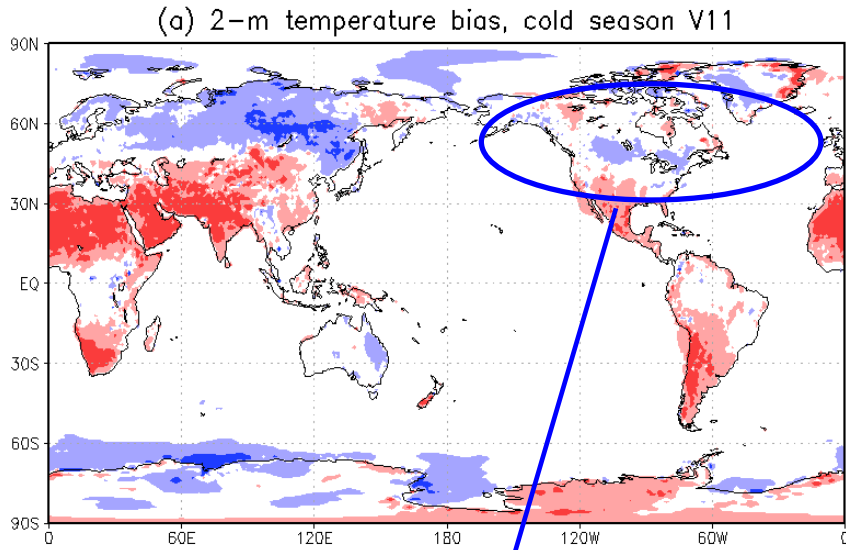 (a) 2-m temperature bias, cold season V11
90N
60N
30N
EQ
30S
60S
90S
0 60E 120E 180 120W 60W